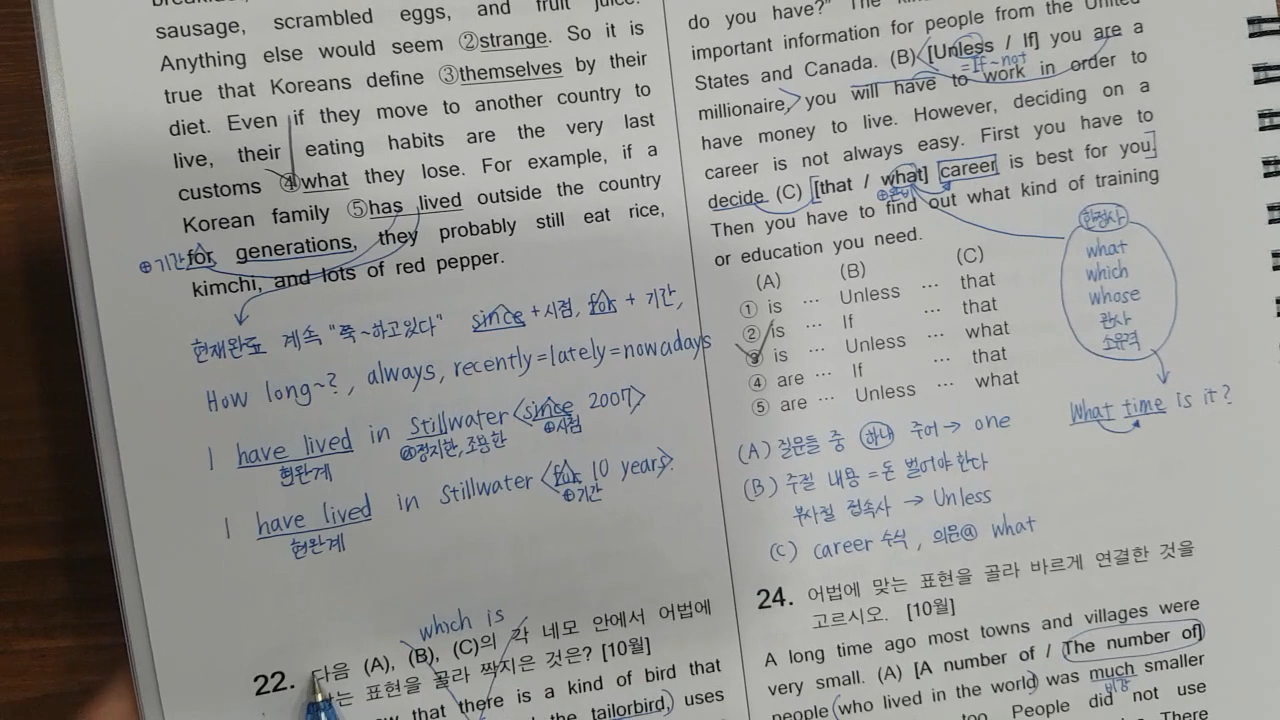 sausage, scrambled eggs, and fruit juice.
Anything else would seem ②strange. So it is
true that Koreans define ③themselves by their
diet. Even if they move to another country to
live, their eating habits are the very last
customs ④what they lose. For example, if a
Korean family ⑤has lived outside the country
⊕기간 for generations, they probably still eat rice,
kimchi, and lots of red pepper.
현재완료 계속 "쭉~하고있다" since + 시점, for + 기간,
How long~?, always, recently=lately=nowadays
I have lived in Stillwater <since 2007>
현완계 ⓐ정지한, 조용한 ⊕시점
I have lived in Stillwater <for 10 years>.
현완계 ⊕기간
which is
22. 다음 (A), (B), (C)의 각 네모 안에서 어법에
맞는 표현을 골라 짝지은 것은? [10월]
that there is a kind of bird that
the tailorbird, uses
do you have?" The
important information for people from the United
States and Canada. (B) [Unless / If] you are a
=If~not
millionaire, you will have to work in order to
have money to live. However, deciding on a
career is not always easy. First you have to
decide (C) [that / what] career is best for you.
Then you have to find out what kind of training
or education you need.
한정사
what
which
whose
관사
소유격
What time is it?
(A) (B) (C)
① is … Unless … that
② is … If … that
③ is … Unless … what
④ are … If … that
⑤ are … Unless … what
(A) 질문들 중 하나 주어→ one
(B) 주절 내용=돈 벌어야 한다
부사절 접속사 → Unless
(C) career 수식, 의문ⓐ what
24. 어법에 맞는 표현을 골라 바르게 연결한 것을
고르시오. [10월]
A long time ago most towns and villages were
very small. (A) [A number of / The number of]
people (who lived in the world) was much smaller
비강
too. People did not use
There